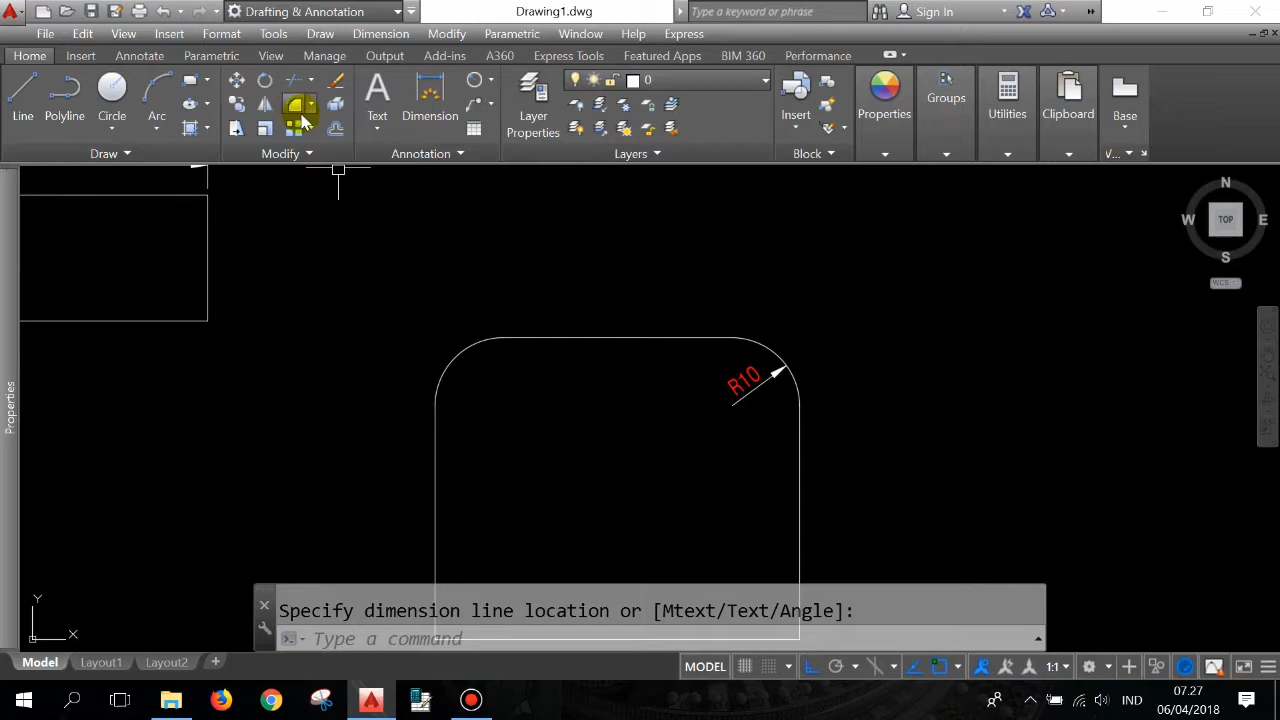 Drafting & Annotation
Drawing1.dwg
Type a keyword or phrase
Sign In
File Edit View Insert Format Tools Draw Dimension Modify Parametric Window Help Express
Home Insert Annotate Parametric View Manage Output Add-ins A360 Express Tools Featured Apps BIM 360 Performance
0
Line Polyline Circle Arc
Text Dimension
Layer Properties
Insert
Properties Groups Utilities Clipboard Base
Draw Modify Annotation Layers Block V...
N
W TOP E
S
WCS
R10
Properties
Y
X
Specify dimension line location or [Mtext/Text/Angle]:
Type a command
Model Layout1 Layout2 +
MODEL 1:1
IND
07.27
06/04/2018